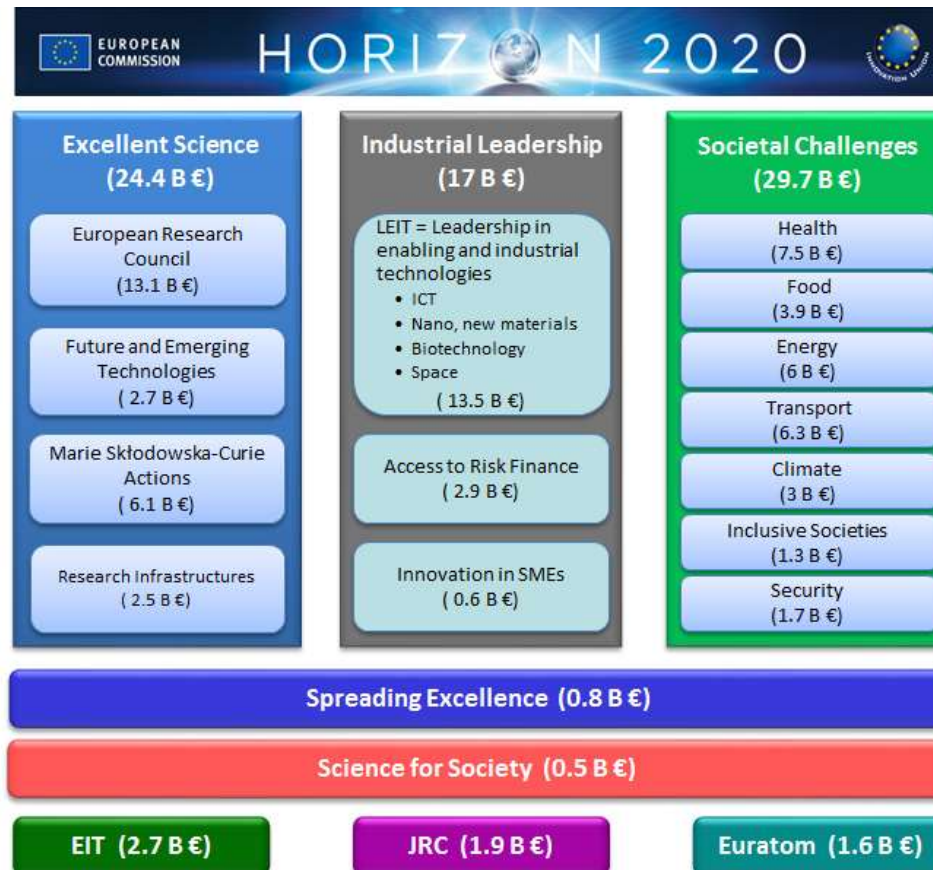 EUROPEAN
COMMISSION
HORIZON 2020
INNOVATION UNION
Excellent Science
(24.4 B €)
European Research
Council
(13.1 B €)
Future and Emerging
Technologies
( 2.7 B €)
Marie Skłodowska-Curie
Actions
( 6.1 B €)
Research Infrastructures
( 2.5 B €)
Industrial Leadership
(17 B €)
LEIT = Leadership in
enabling and industrial
technologies
• ICT
• Nano, new materials
• Biotechnology
• Space
( 13.5 B €)
Access to Risk Finance
( 2.9 B €)
Innovation in SMEs
( 0.6 B €)
Societal Challenges
(29.7 B €)
Health
(7.5 B €)
Food
(3.9 B €)
Energy
(6 B €)
Transport
(6.3 B €)
Climate
(3 B €)
Inclusive Societies
(1.3 B €)
Security
(1.7 B €)
Spreading Excellence (0.8 B €)
Science for Society (0.5 B €)
EIT (2.7 B €)
JRC (1.9 B €)
Euratom (1.6 B €)